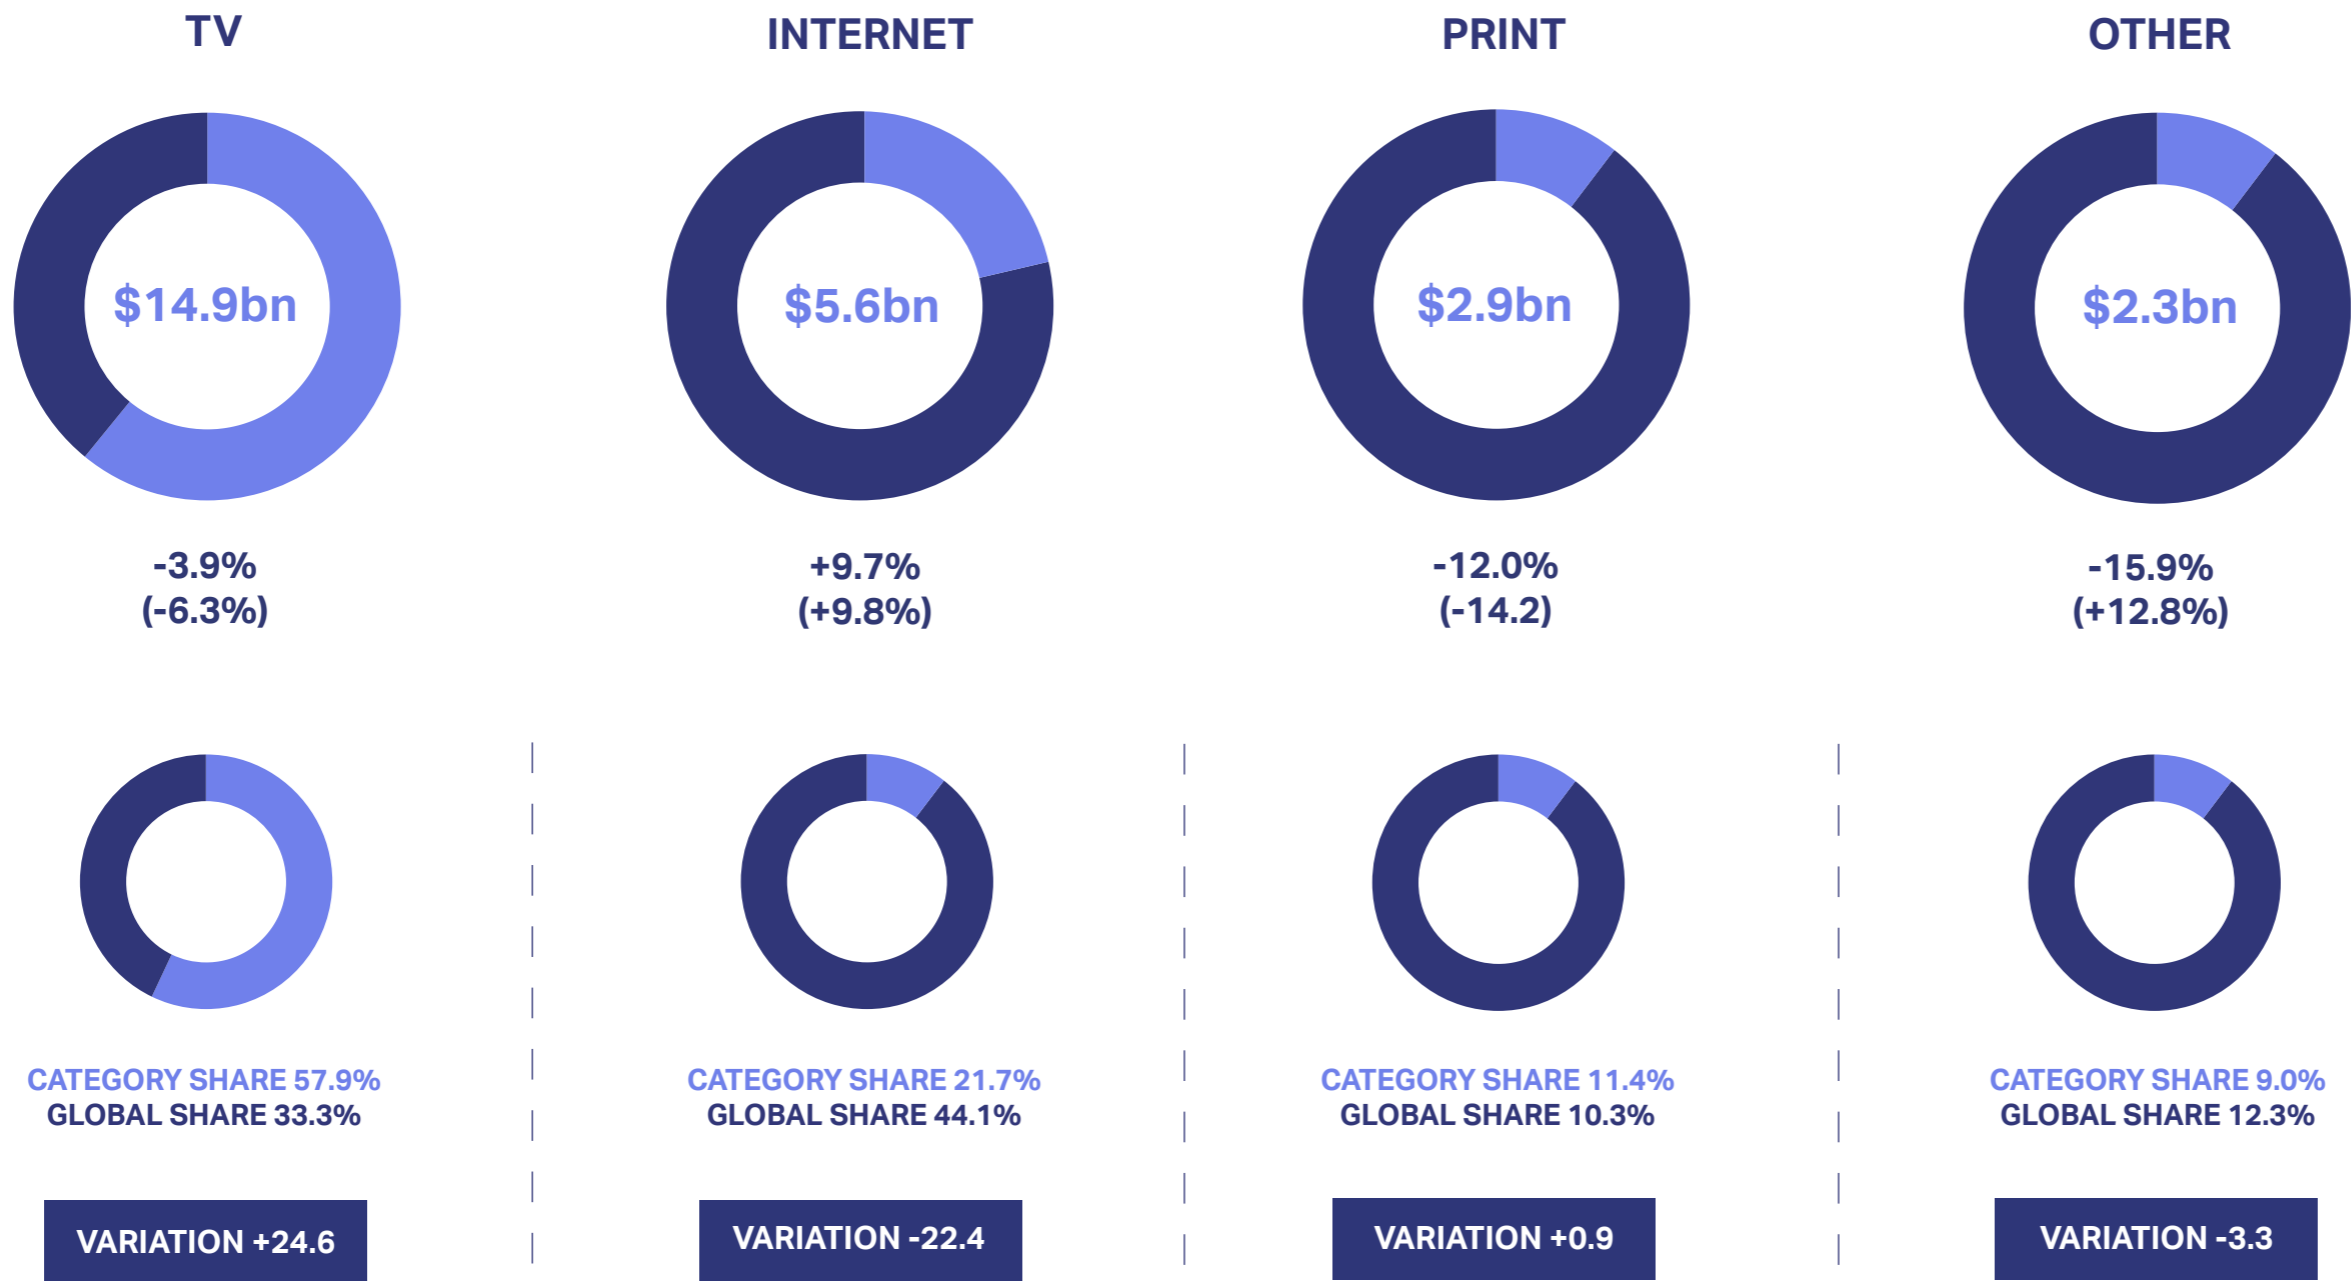 TV
$14.9bn
-3.9%
(-6.3%)
CATEGORY SHARE 57.9%
GLOBAL SHARE 33.3%
VARIATION +24.6
INTERNET
$5.6bn
+9.7%
(+9.8%)
CATEGORY SHARE 21.7%
GLOBAL SHARE 44.1%
VARIATION -22.4
PRINT
$2.9bn
-12.0%
(-14.2)
CATEGORY SHARE 11.4%
GLOBAL SHARE 10.3%
VARIATION +0.9
OTHER
$2.3bn
-15.9%
(+12.8%)
CATEGORY SHARE 9.0%
GLOBAL SHARE 12.3%
VARIATION -3.3